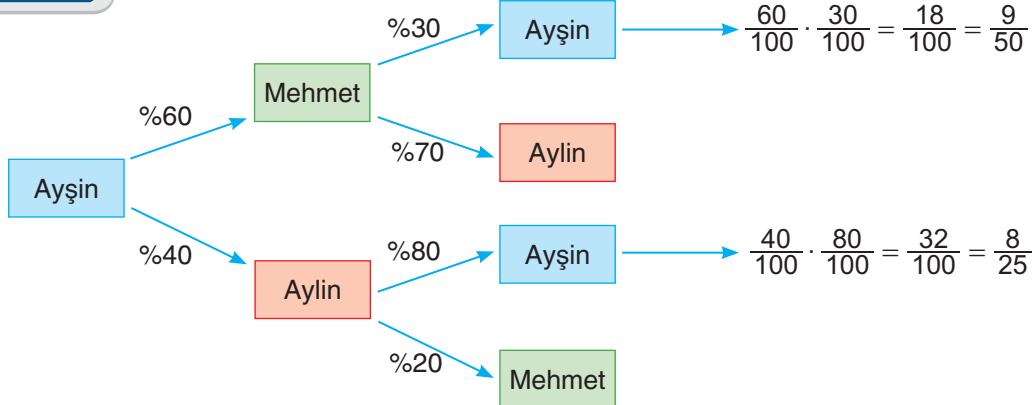 %30
Ayşin
60/100 · 30/100 = 18/100 = 9/50
Mehmet
%60
%70
Aylin
Ayşin
%40
%80
Ayşin
40/100 · 80/100 = 32/100 = 8/25
Aylin
%20
Mehmet